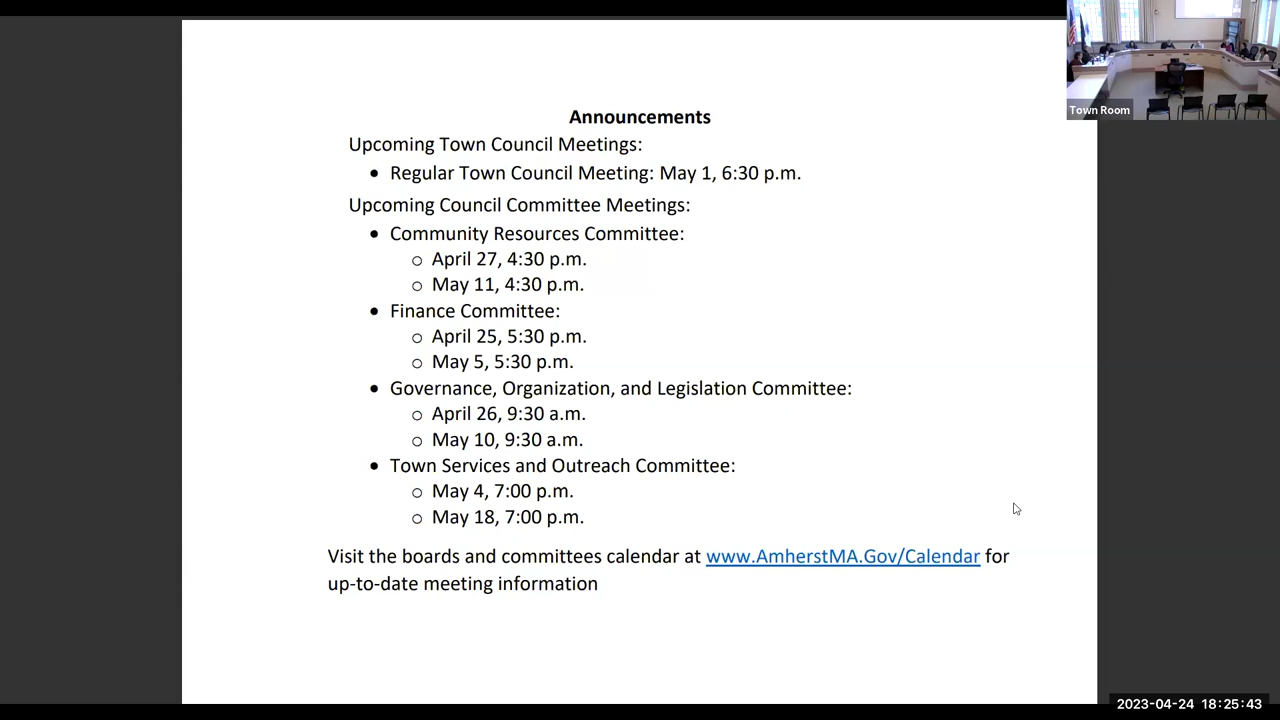 Announcements
Upcoming Town Council Meetings:
• Regular Town Council Meeting: May 1, 6:30 p.m.
Upcoming Council Committee Meetings:
• Community Resources Committee:
o April 27, 4:30 p.m.
o May 11, 4:30 p.m.
• Finance Committee:
o April 25, 5:30 p.m.
o May 5, 5:30 p.m.
• Governance, Organization, and Legislation Committee:
o April 26, 9:30 a.m.
o May 10, 9:30 a.m.
• Town Services and Outreach Committee:
o May 4, 7:00 p.m.
o May 18, 7:00 p.m.
Visit the boards and committees calendar at www.AmherstMA.Gov/Calendar for
up-to-date meeting information
Town Room
2023-04-24 18:25:43